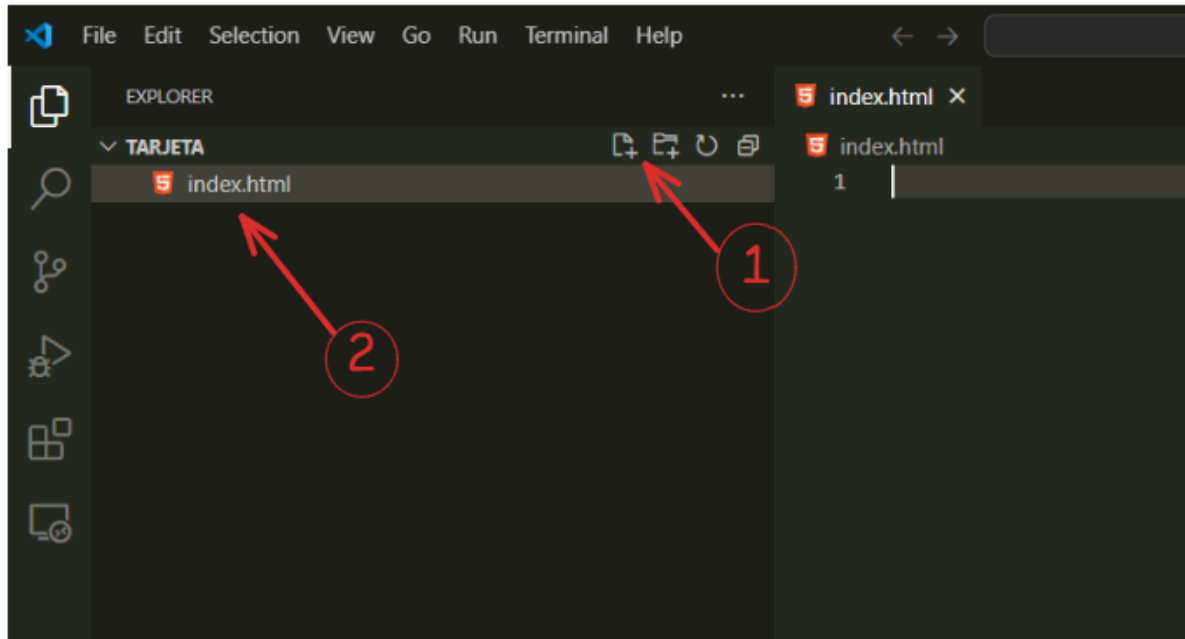 File Edit Selection View Go Run Terminal Help
EXPLORER
index.html
TARJETA
index.html
index.html
1
1
2